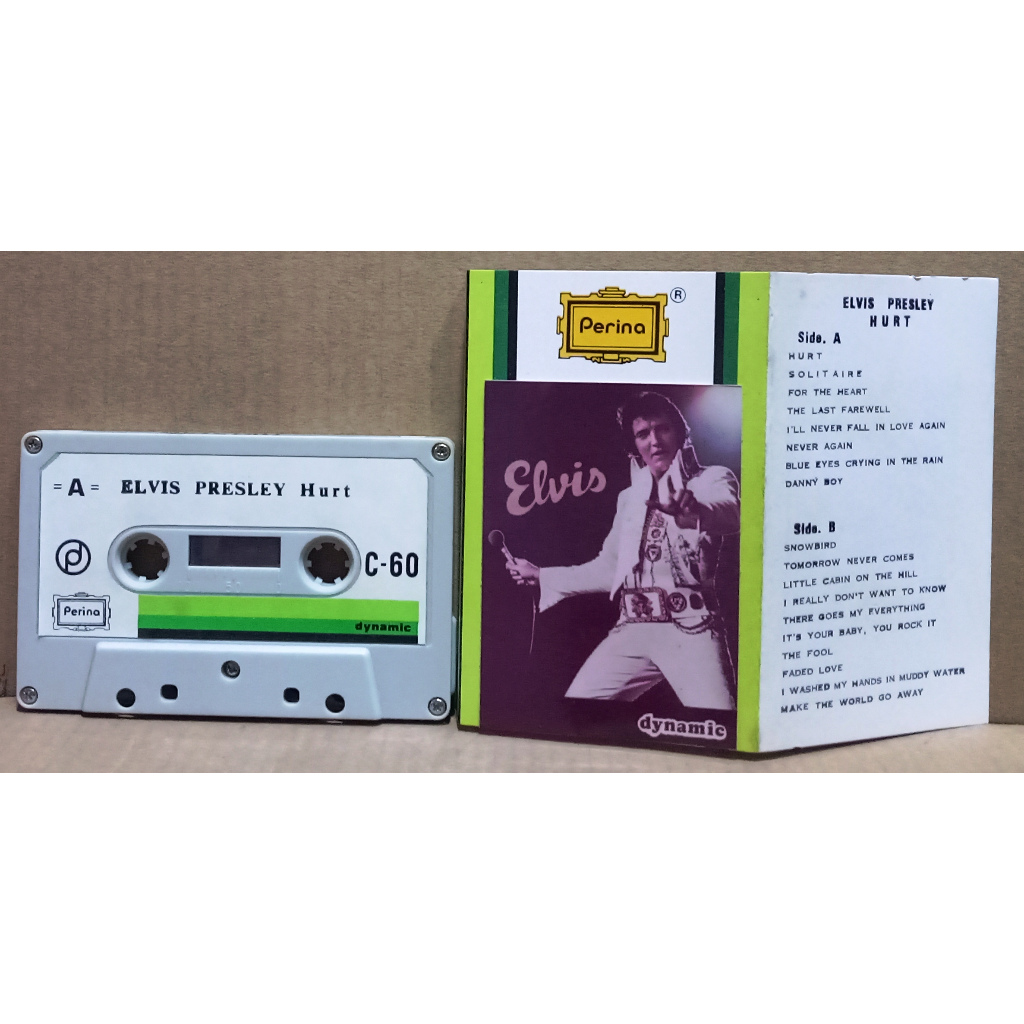 = A = ELVIS PRESLEY Hurt
C-60
Perina
dynamic
Perina
®
Elvis
dynamic
ELVIS PRESLEY
HURT
Side. A
HURT
SOLITAIRE
FOR THE HEART
THE LAST FAREWELL
I'LL NEVER FALL IN LOVE AGAIN
NEVER AGAIN
BLUE EYES CRYING IN THE RAIN
DANNY BOY
Side. B
SNOWBIRD
TOMORROW NEVER COMES
LITTLE CABIN ON THE HILL
I REALLY DON'T WANT TO KNOW
THERE GOES MY EVERYTHING
IT'S YOUR BABY, YOU ROCK IT
THE FOOL
FADED LOVE
I WASHED MY HANDS IN MUDDY WATER
MAKE THE WORLD GO AWAY